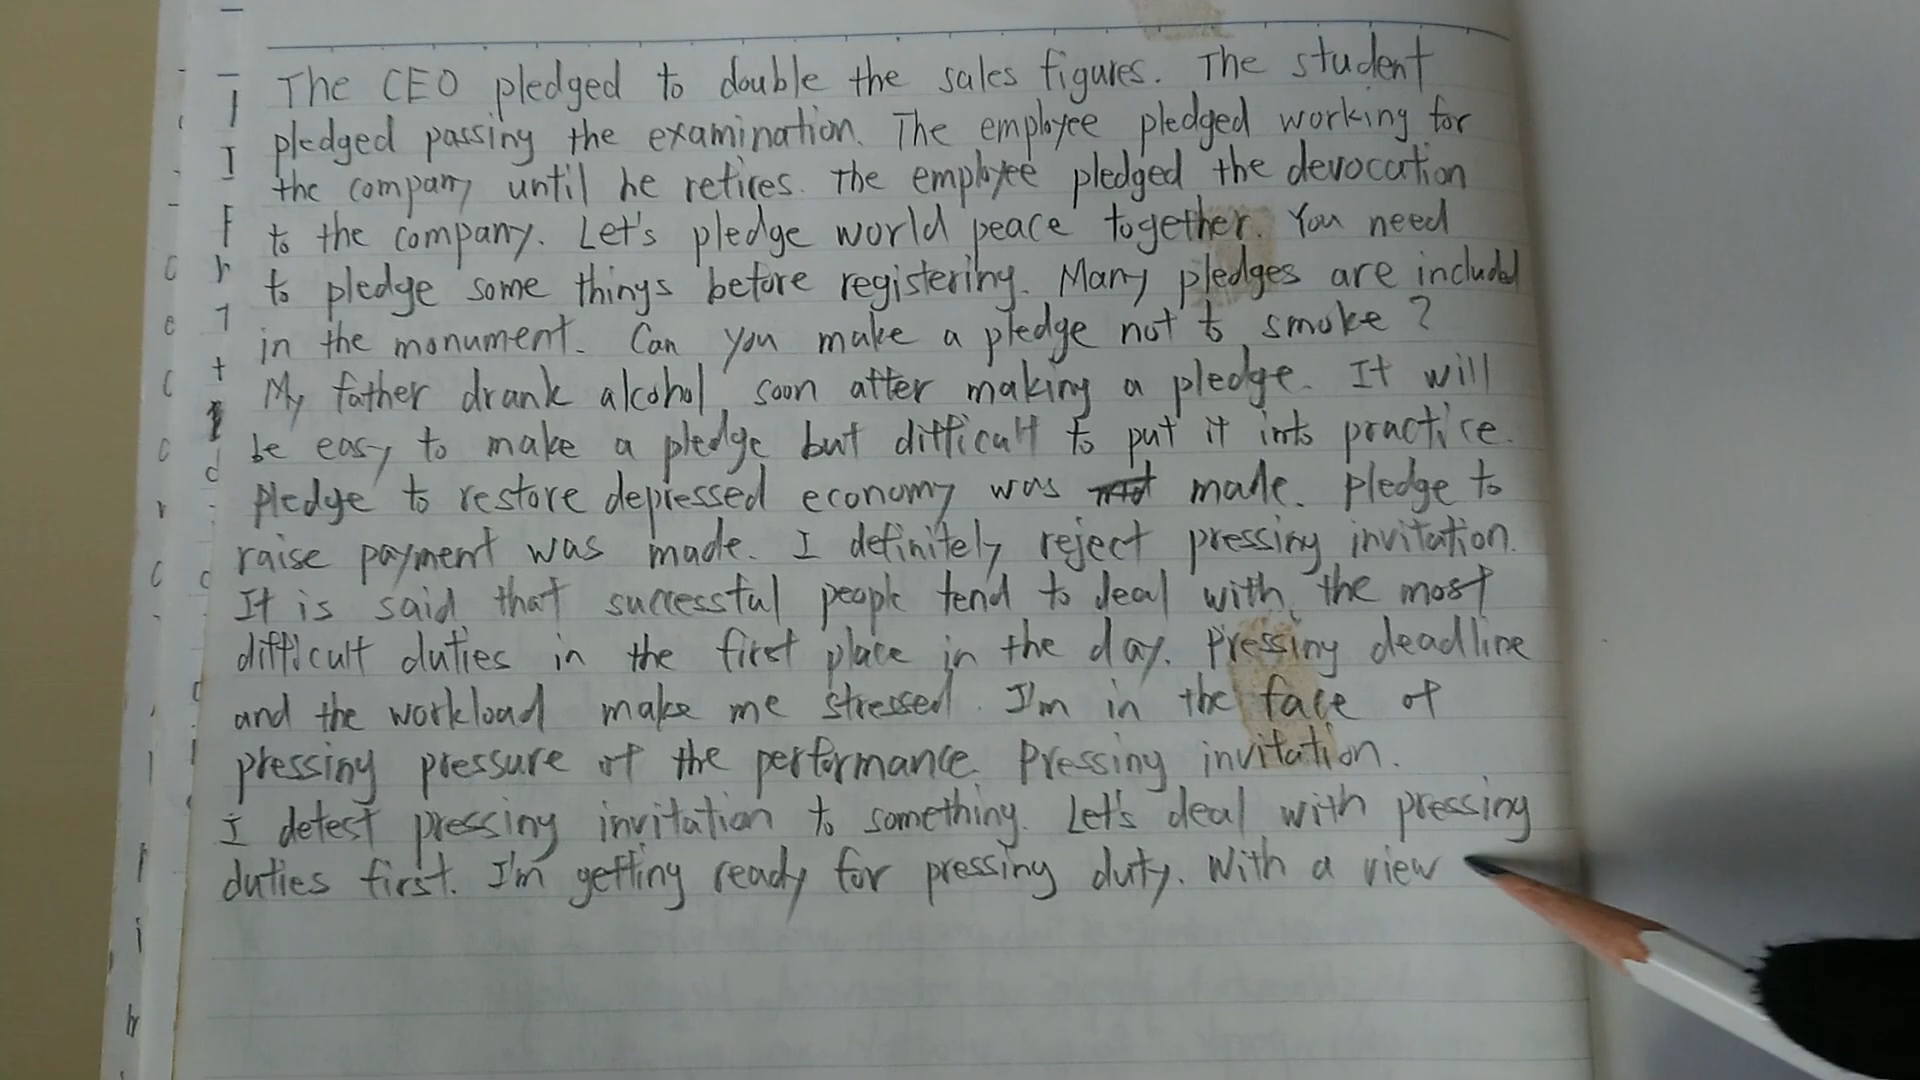 The CEO pledged to double the sales figures. The student
pledged passing the examination. The employee pledged working for
the company until he retires. The employee pledged the devocation
to the company. Let's pledge world peace together. You need
to pledge some things before registering. Many pledges are included
in the monument. Can you make a pledge not to smoke?
My father drank alcohol soon after making a pledge. It will
be easy to make a pledge but difficult to put it into practice.
Pledge to restore depressed economy was made. Pledge to
raise payment was made. I definitely reject pressing invitation.
It is said that successful people tend to deal with the most
difficult duties in the first place in the day. Pressing deadline
and the workload make me stressed. I'm in the face of
pressing pressure of the performance. Pressing invitation.
I detest pressing invitation to something. Let's deal with pressing
duties first. I'm getting ready for pressing duty. With a view